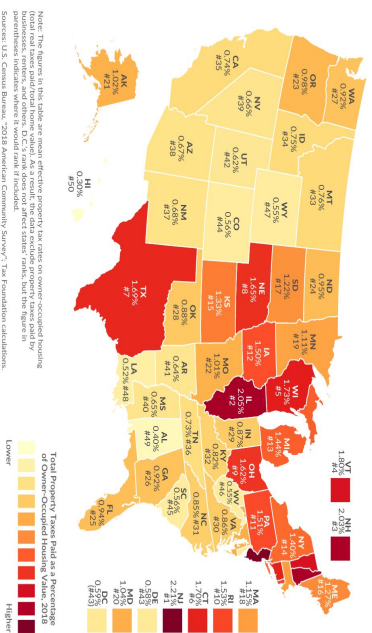 WA
0.92%
#27
OR
0.98%
#23
CA
0.74%
#35
NV
0.66%
#39
ID
0.75%
#34
MT
0.76%
#33
WY
0.55%
#47
UT
0.62%
#42
CO
0.56%
#44
AZ
0.67%
#38
NM
0.68%
#37
ND
0.95%
#24
SD
1.22%
#17
NE
1.65%
#8
KS
1.33%
#15
OK
0.88%
#28
TX
1.69%
#7
MN
1.11%
#19
IA
1.50%
#12
MO
1.01%
#22
AR
0.64%
#41
LA
0.52% #48
WI
1.73%
#5
IL
2.05%
#2
MI
1.44%
#13
IN
0.87%
#29
OH
1.62%
#9
KY
0.82%
#32
TN
0.73% #36
MS
0.65%
#40
AL
0.40%
#49
GA
0.92%
#26
FL
0.94%
#25
SC
0.56%
#45
NC
0.85% #31
VA
0.86%
#30
WV
0.55%
#46
PA
1.51%
#11
NY
1.40%
#14
ME
1.27%
#16
AK
1.02%
#21
HI
0.30%
#50
VT
1.80%
#4
NH
2.03%
#3
MA
1.15%
#18
RI
1.53%
#10
CT
1.70%
#6
NJ
2.21%
#1
DE
0.58%
#43
MD
1.04%
#20
DC
0.59%
(#43)
Total Property Taxes Paid as a Percentage
of Owner-Occupied Housing Value, 2018
Lower
Higher
Note: The figures in this table are mean effective property tax rates on owner-occupied housing
(total real taxes paid/total home value). As a result, the data exclude property taxes paid by
businesses, renters, and others. D.C.'s rank does not affect states' ranks, but the figure in
parentheses indicates where it would rank if included.
Sources: U.S. Census Bureau, "2018 American Community Survey"; Tax Foundation calculations.